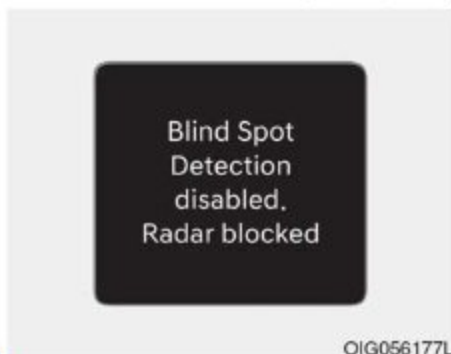 Blind Spot
Detection
disabled.
Radar blocked
OIG056177L